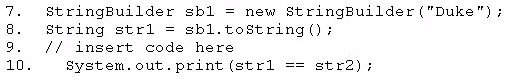 7. StringBuilder sb1 = new StringBuilder("Duke");
8. String str1 = sb1.toString();
9. // insert code here
10. System.out.print(str1 == str2);